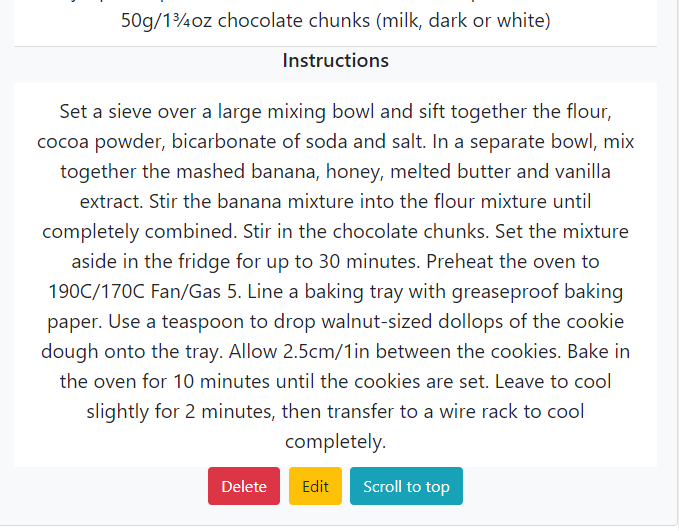 50g/1¾oz chocolate chunks (milk, dark or white)
Instructions
Set a sieve over a large mixing bowl and sift together the flour,
cocoa powder, bicarbonate of soda and salt. In a separate bowl, mix
together the mashed banana, honey, melted butter and vanilla
extract. Stir the banana mixture into the flour mixture until
completely combined. Stir in the chocolate chunks. Set the mixture
aside in the fridge for up to 30 minutes. Preheat the oven to
190C/170C Fan/Gas 5. Line a baking tray with greaseproof baking
paper. Use a teaspoon to drop walnut-sized dollops of the cookie
dough onto the tray. Allow 2.5cm/1in between the cookies. Bake in
the oven for 10 minutes until the cookies are set. Leave to cool
slightly for 2 minutes, then transfer to a wire rack to cool
completely.
Delete Edit Scroll to top